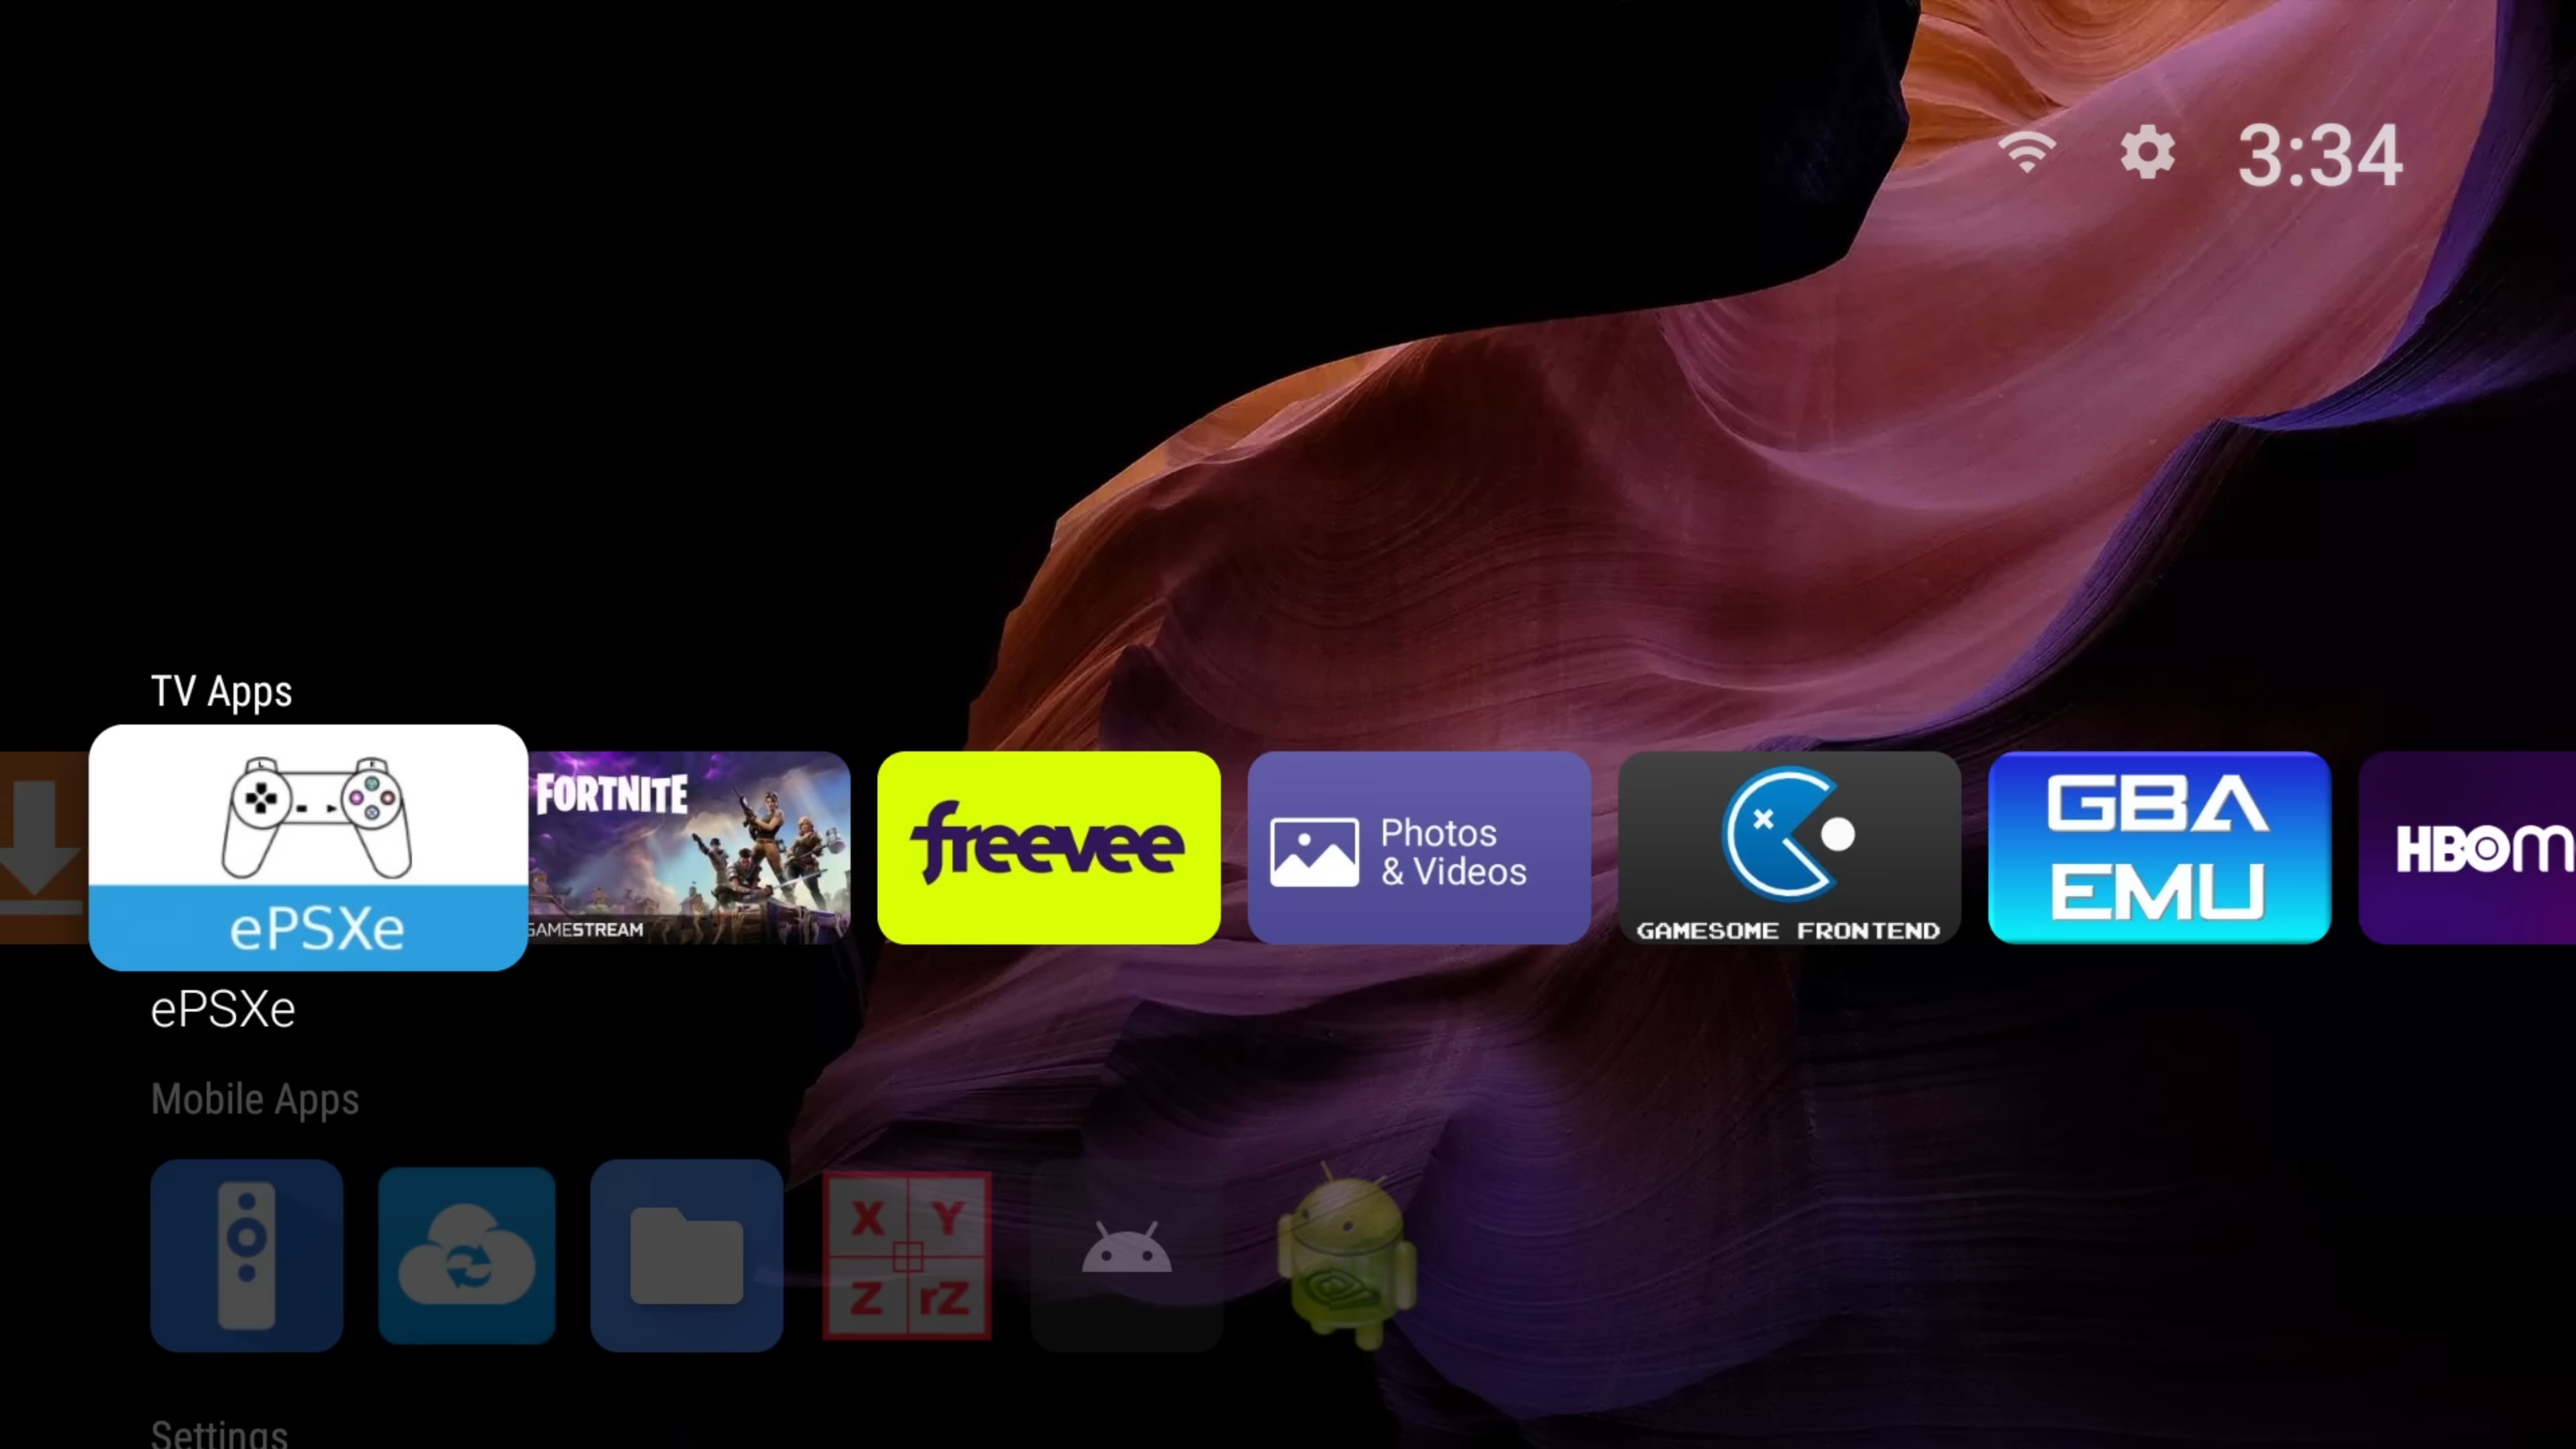 3:34
TV Apps
ePSXe
FORTNITE
GAMESTREAM
freevee
Photos
& Videos
GAMESOME FRONTEND
GBA
EMU
HBOm
ePSXe
Mobile Apps
X Y
Z rZ
Settings